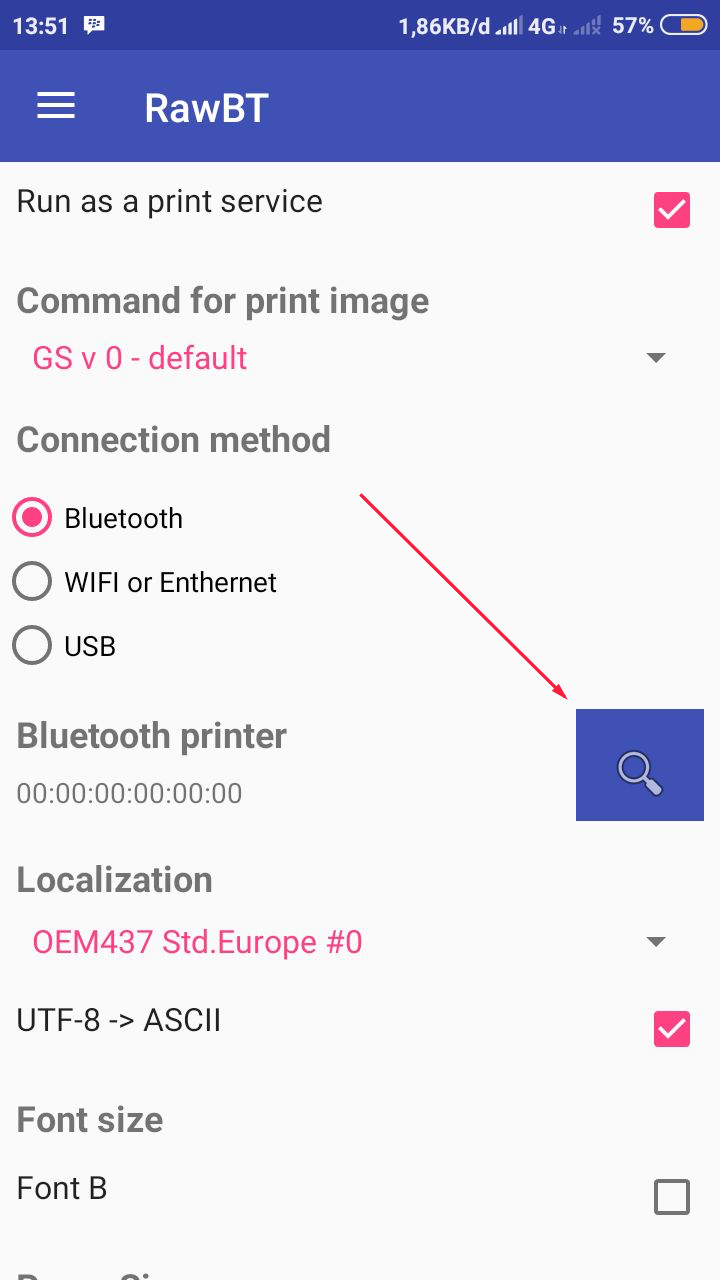 13:51 1,86KB/d 4G 57%
RawBT
Run as a print service
Command for print image
GS v 0 - default
Connection method
Bluetooth
WIFI or Enthernet
USB
Bluetooth printer
00:00:00:00:00:00
Localization
OEM437 Std.Europe #0
UTF-8 -> ASCII
Font size
Font B